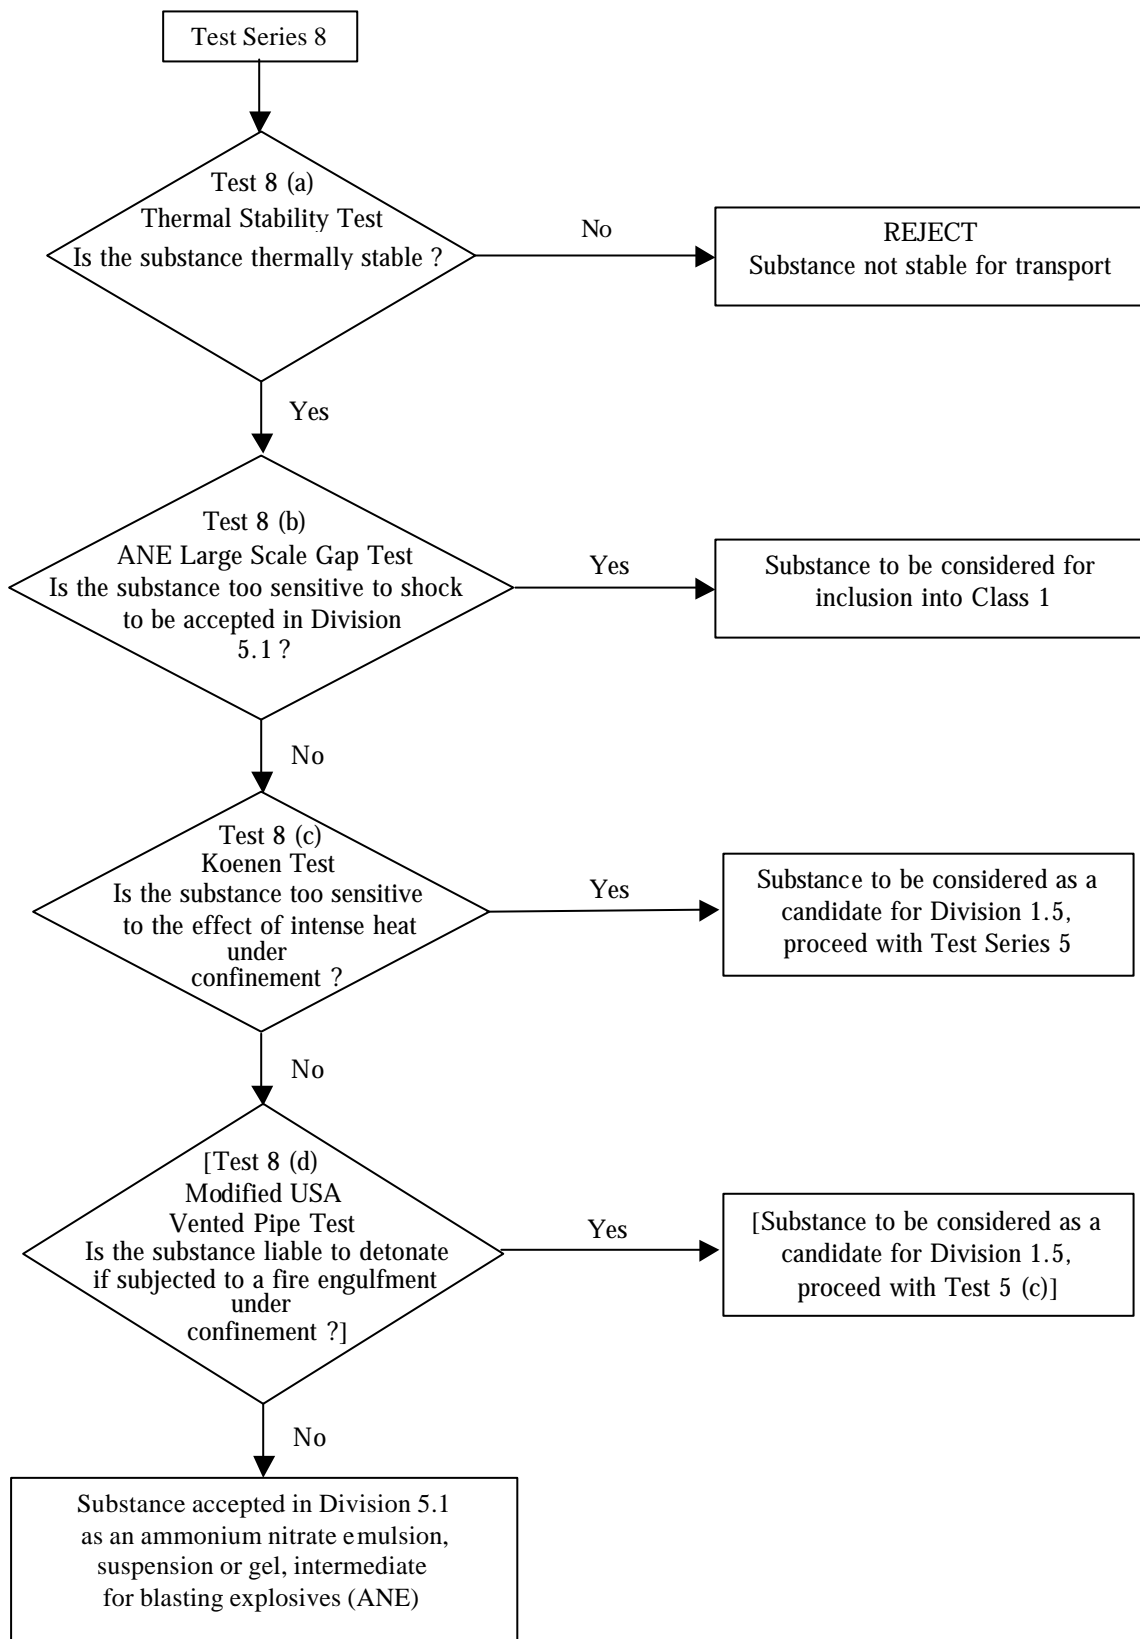 Test Series 8
Test 8 (a)
Thermal Stability Test
Is the substance thermally stable ?
No
REJECT
Substance not stable for transport
Yes
Test 8 (b)
ANE Large Scale Gap Test
Is the substance too sensitive to shock
to be accepted in Division
5.1 ?
Yes
Substance to be considered for
inclusion into Class 1
No
Test 8 (c)
Koenen Test
Is the substance too sensitive
to the effect of intense heat
under
confinement ?
Yes
Substance to be considered as a
candidate for Division 1.5,
proceed with Test Series 5
No
[Test 8 (d)
Modified USA
Vented Pipe Test
Is the substance liable to detonate
if subjected to a fire engulfment
under
confinement ?]
Yes
[Substance to be considered as a
candidate for Division 1.5,
proceed with Test 5 (c)]
No
Substance accepted in Division 5.1
as an ammonium nitrate emulsion,
suspension or gel, intermediate
for blasting explosives (ANE)